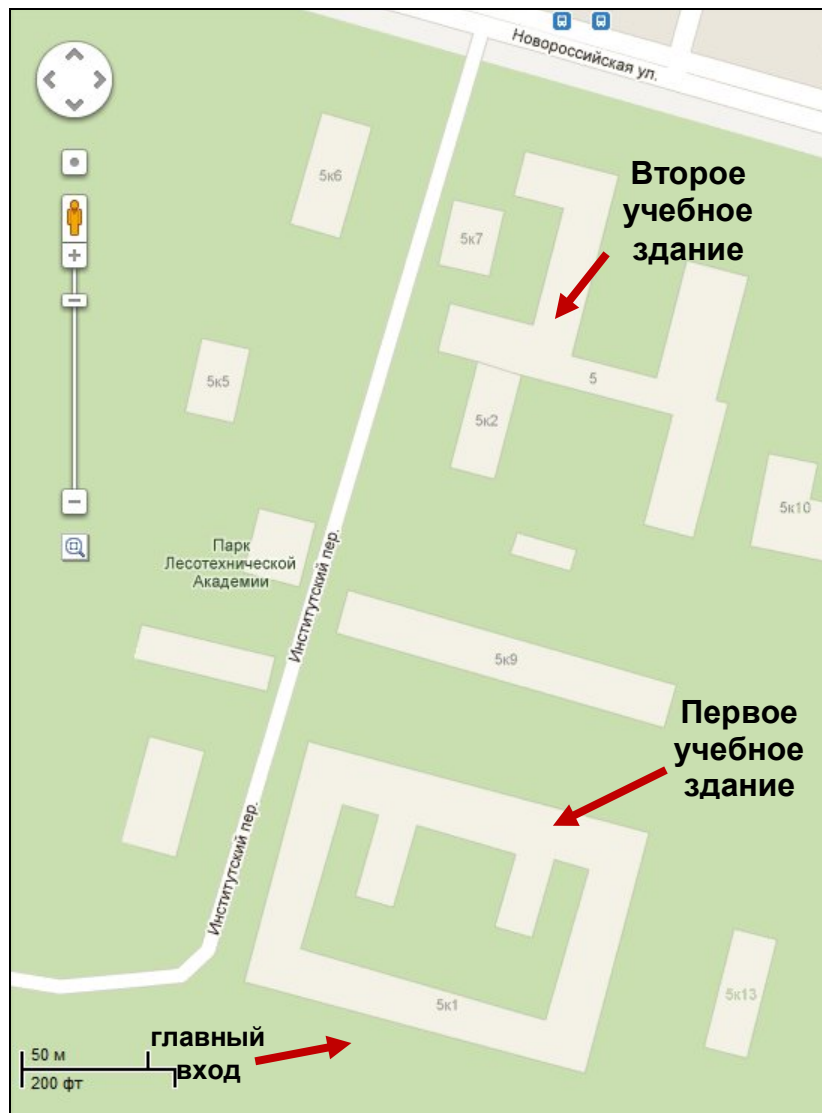 Новороссийская ул.
5к6
Второе
учебное
здание
5к7
5к5
5
5к2
5к10
Парк
Лесотехнической
Академии
Институтский пер.
5к9
Первое
учебное
здание
Институтский пер.
5к1
5к13
главный
вход
50 м
200 фт